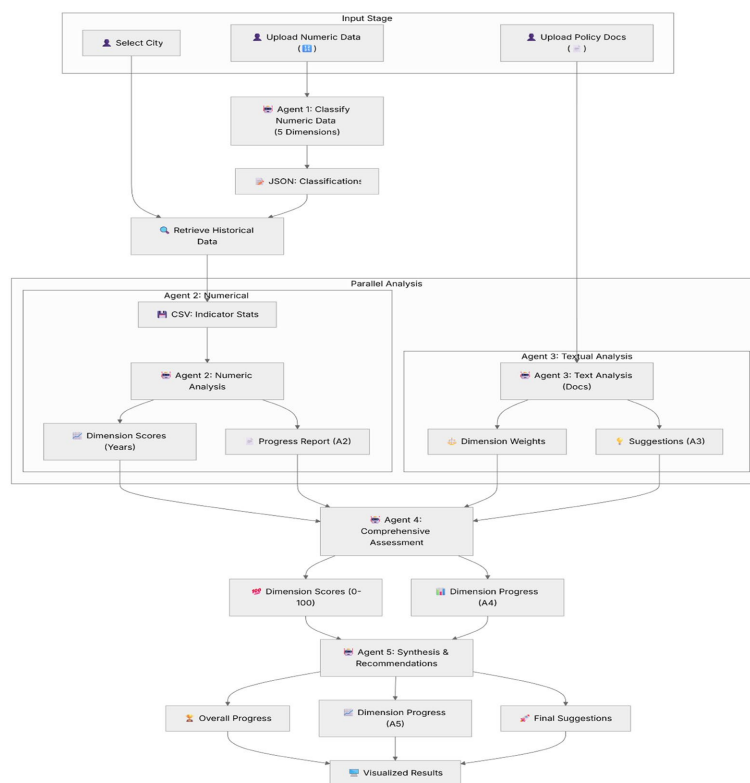 Input Stage
👤 Select City
👤 Upload Numeric Data
(🔢)
👤 Upload Policy Docs
(📄)
🤖 Agent 1: Classify
Numeric Data
(5 Dimensions)
📝 JSON: Classifications
🔍 Retrieve Historical
Data
Parallel Analysis
Agent 2: Numerical
💾 CSV: Indicator Stats
Agent 3: Textual Analysis
🤖 Agent 2: Numeric
Analysis
🤖 Agent 3: Text Analysis
(Docs)
📈 Dimension Scores
(Years)
📄 Progress Report (A2)
⚖️ Dimension Weights
💡 Suggestions (A3)
🤖 Agent 4:
Comprehensive
Assessment
💯 Dimension Scores (0-
100)
📊 Dimension Progress
(A4)
🤖 Agent 5: Synthesis &
Recommendations
🏆 Overall Progress
📈 Dimension Progress
(A5)
🚀 Final Suggestions
🖥️ Visualized Results